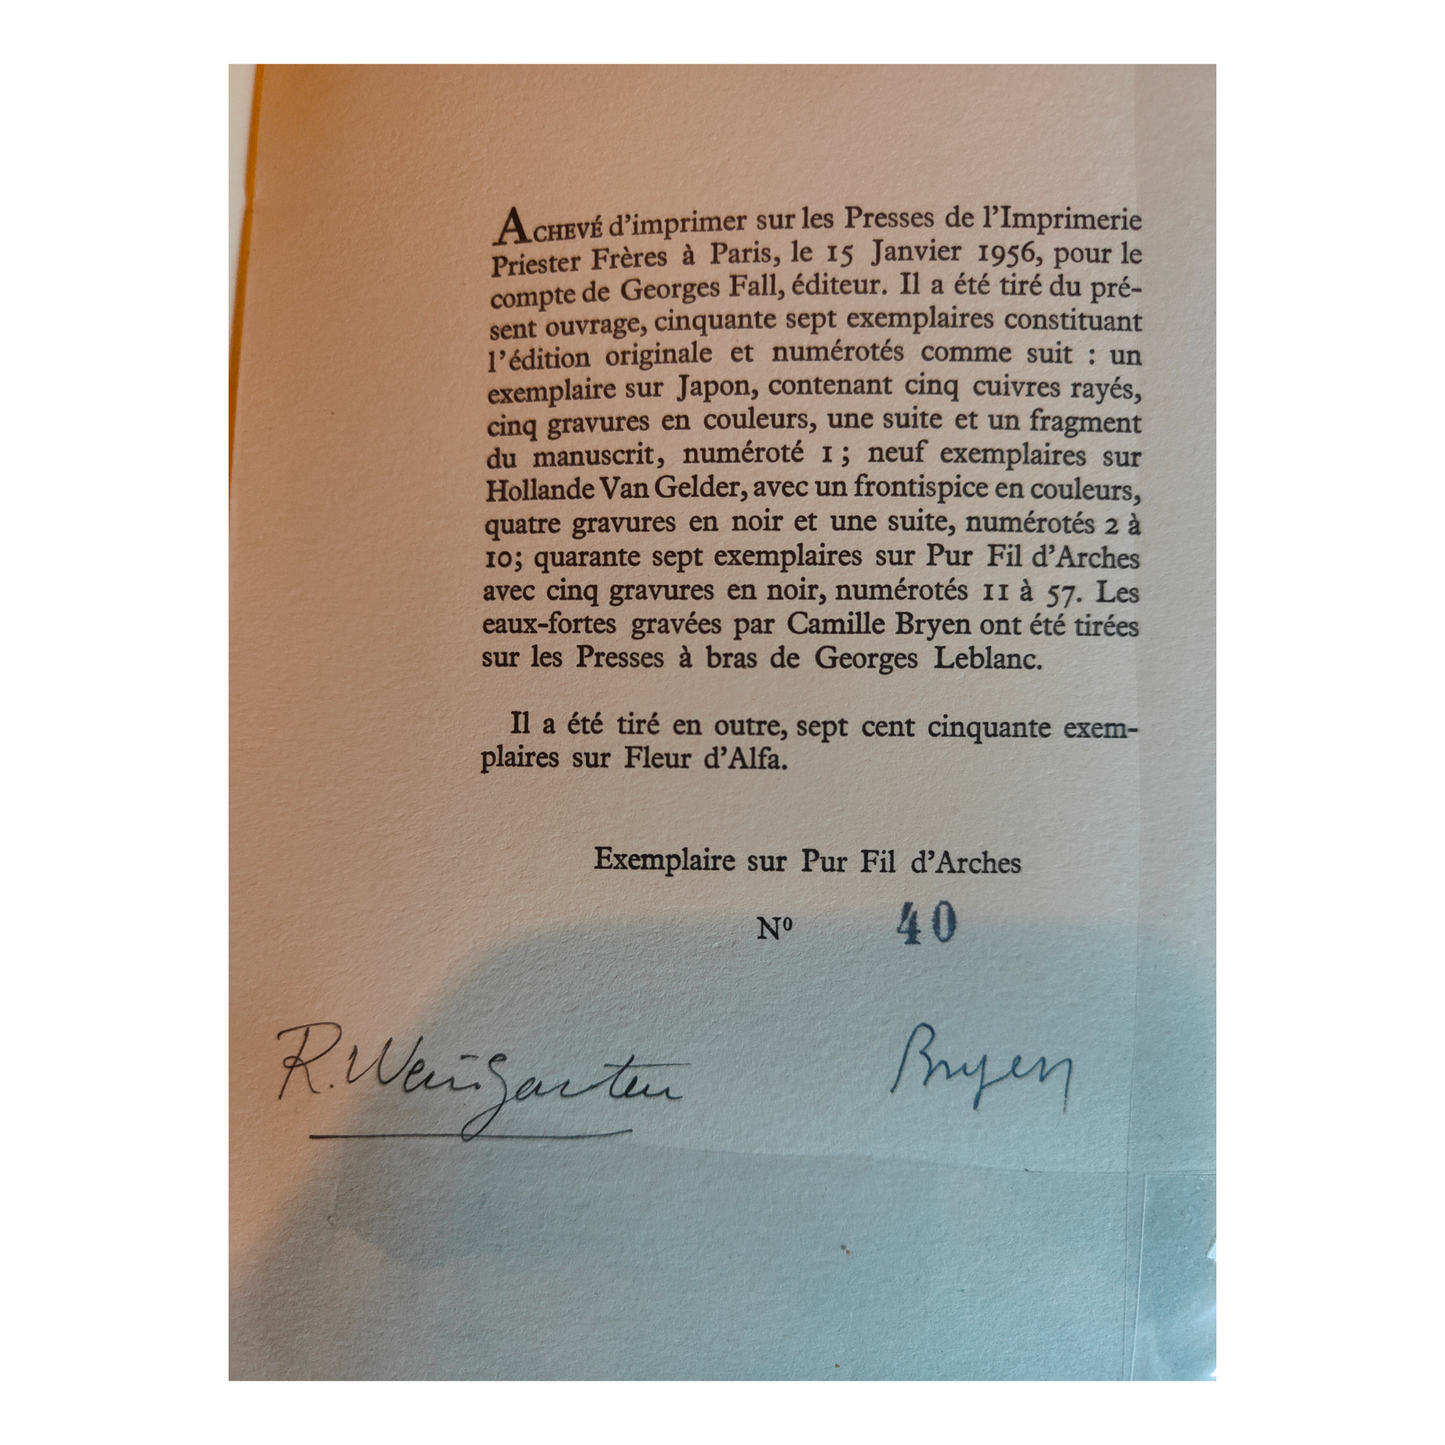 ACHEVÉ d'imprimer sur les Presses de l'Imprimerie
Priester Frères à Paris, le 15 Janvier 1956, pour le
compte de Georges Fall, éditeur. Il a été tiré du pré-
sent ouvrage, cinquante sept exemplaires constituant
l'édition originale et numérotés comme suit : un
exemplaire sur Japon, contenant cinq cuivres rayés,
cinq gravures en couleurs, une suite et un fragment
du manuscrit, numéroté 1 ; neuf exemplaires sur
Hollande Van Gelder, avec un frontispice en couleurs,
quatre gravures en noir et une suite, numérotés 2 à
10; quarante sept exemplaires sur Pur Fil d'Arches
avec cinq gravures en noir, numérotés 11 à 57. Les
eaux-fortes gravées par Camille Bryen ont été tirées
sur les Presses à bras de Georges Leblanc.
Il a été tiré en outre, sept cent cinquante exem-
plaires sur Fleur d'Alfa.
Exemplaire sur Pur Fil d'Arches
Nº 40
R. Weingarten Bryen